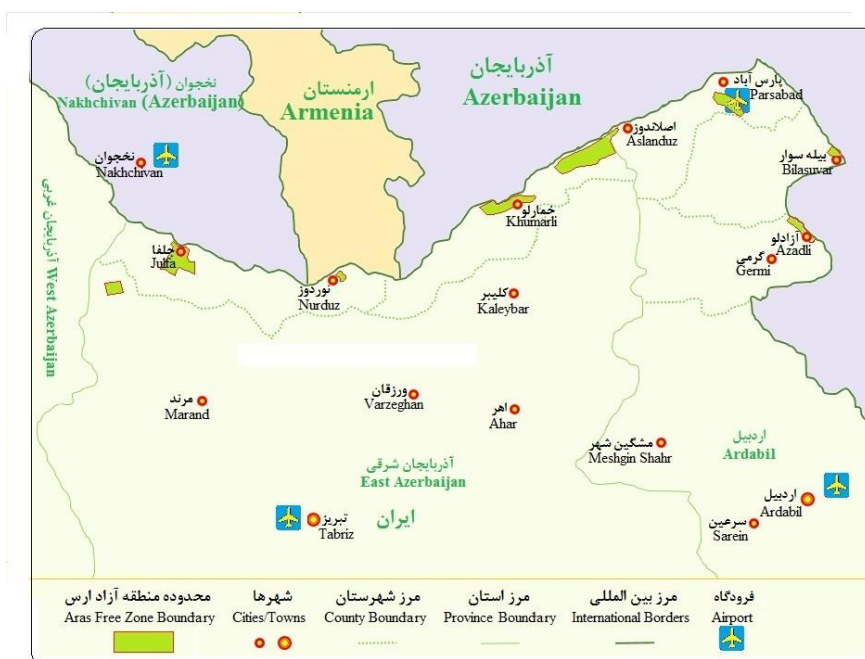 نخجوان (آذربایجان)
Nakhchivan (Azerbaijan)
ارمنستان
Armenia
آذربایجان
Azerbaijan
پارس آباد
Parsabad
اصلاندوز
Aslanduz
بیله سوار
Bilasuvar
نخجوان
Nakhchivan
آذربایجان غربی
West Azerbaijan
خمارلو
Khumarli
آزادلو
Azadli
گرمی
Germi
جلفا
Julfa
نوردوز
Nurduz
کلیبر
Kaleybar
مرند
Marand
ورزقان
Varzeghan
اهر
Ahar
مشگین شهر
Meshgin Shahr
اردبیل
Ardabil
آذربایجان شرقی
East Azerbaijan
ایران
تبریز
Tabriz
اردبیل
Ardabil
سرعین
Sarein
محدوده منطقه آزاد ارس
Aras Free Zone Boundary
شهرها
Cities/Towns
مرز شهرستان
County Boundary
مرز استان
Province Boundary
مرز بین المللی
International Borders
فرودگاه
Airport